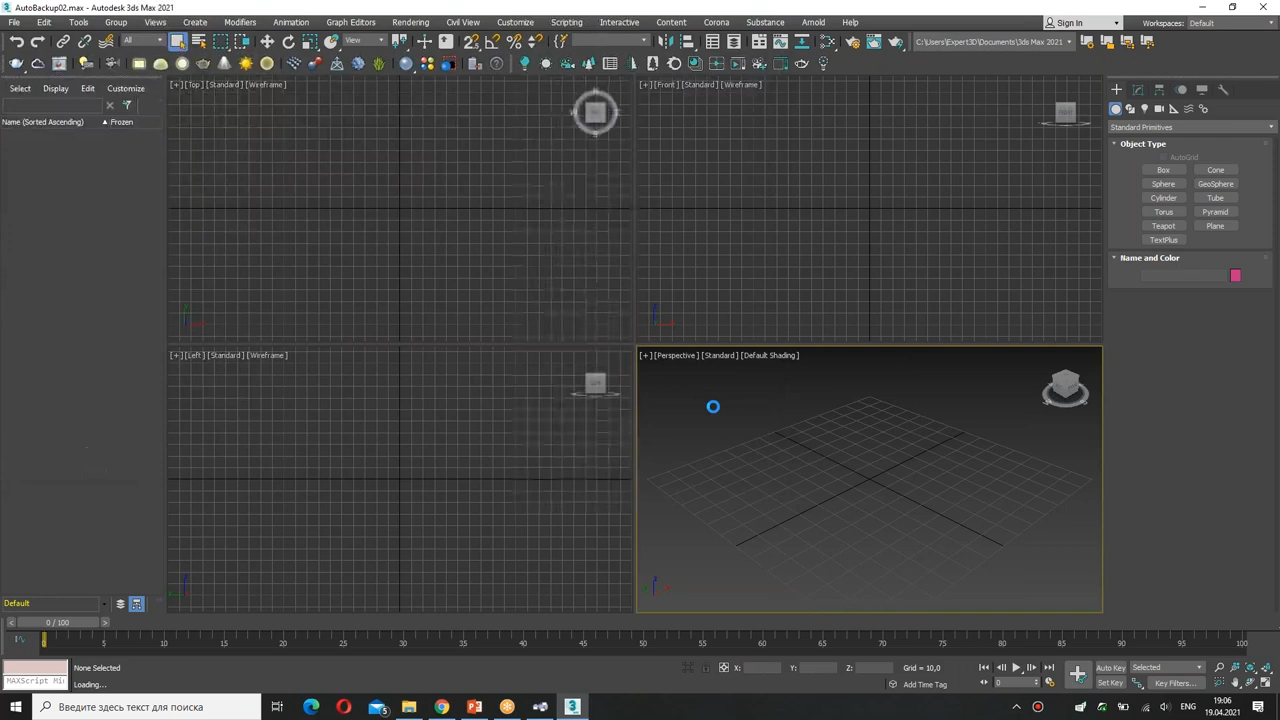 AutoBackup02.max - Autodesk 3ds Max 2021
File Edit Tools Group Views Create Modifiers Animation Graph Editors Rendering Civil View Customize Scripting Interactive Content Corona Substance Arnold Help Sign In Workspaces: Default
All View C:\Users\Expert3D\Documents\3ds Max 2021
Select Display Edit Customize
Name (Sorted Ascending) ▲ Frozen
[+] [Top] [Standard] [Wireframe]
[+] [Front] [Standard] [Wireframe]
[+] [Left] [Standard] [Wireframe]
[+] [Perspective] [Standard] [Default Shading]
Standard Primitives
Object Type
AutoGrid
Box Cone
Sphere GeoSphere
Cylinder Tube
Torus Pyramid
Teapot Plane
TextPlus
Name and Color
Default
0 / 100
0 5 10 15 20 25 30 35 40 45 50 55 60 65 70 75 80 85 90 95 100
None Selected X: Y: Z: Grid = 10,0 Auto Key Selected
MAXScript Mi Loading... Add Time Tag 0 Set Key Key Filters...
Введите здесь текст для поиска
ENG 19:06
19.04.2021